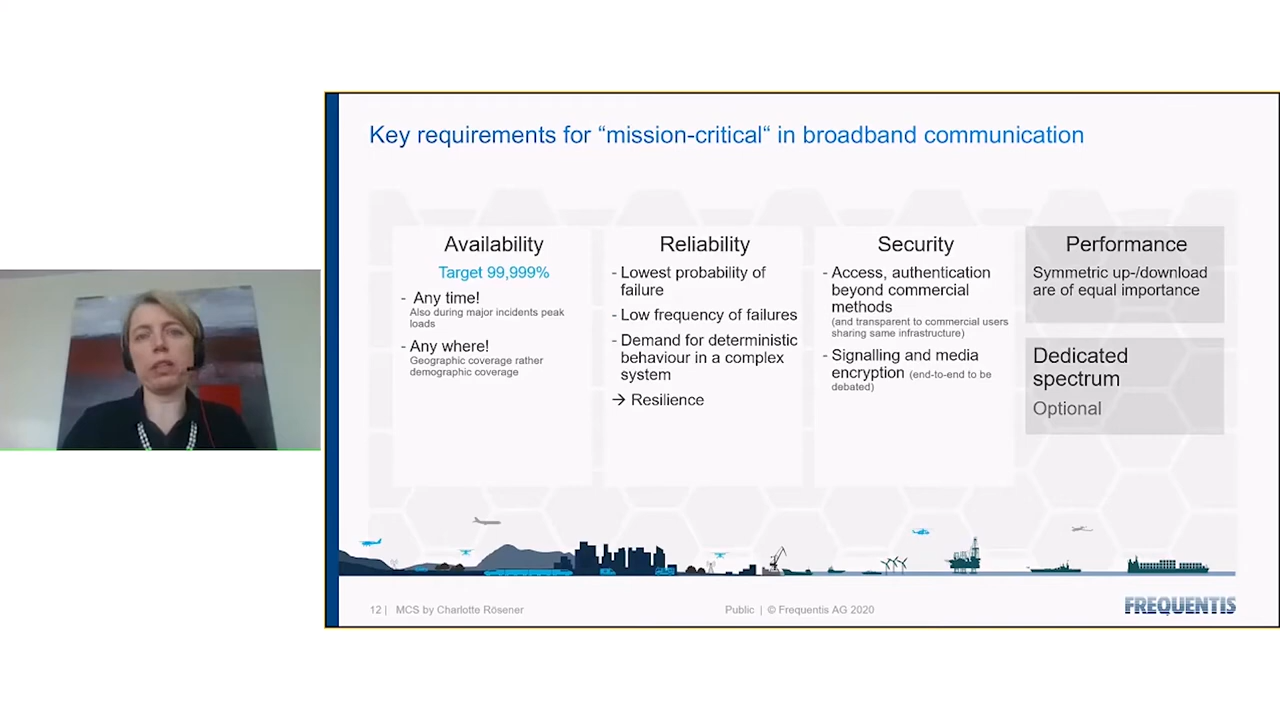 Key requirements for “mission-critical“ in broadband communication
Availability
Target 99,999%
- Any time!
Also during major incidents peak
loads
- Any where!
Geographic coverage rather
demographic coverage
Reliability
- Lowest probability of
failure
- Low frequency of failures
- Demand for deterministic
behaviour in a complex
system
→ Resilience
Security
- Access, authentication
beyond commercial
methods
(and transparent to commercial users
sharing same infrastructure)
- Signalling and media
encryption (end-to-end to be
debated)
Performance
Symmetric up-/download
are of equal importance
Dedicated
spectrum
Optional
12 | MCS by Charlotte Rösener
Public | © Frequentis AG 2020
FREQUENTIS